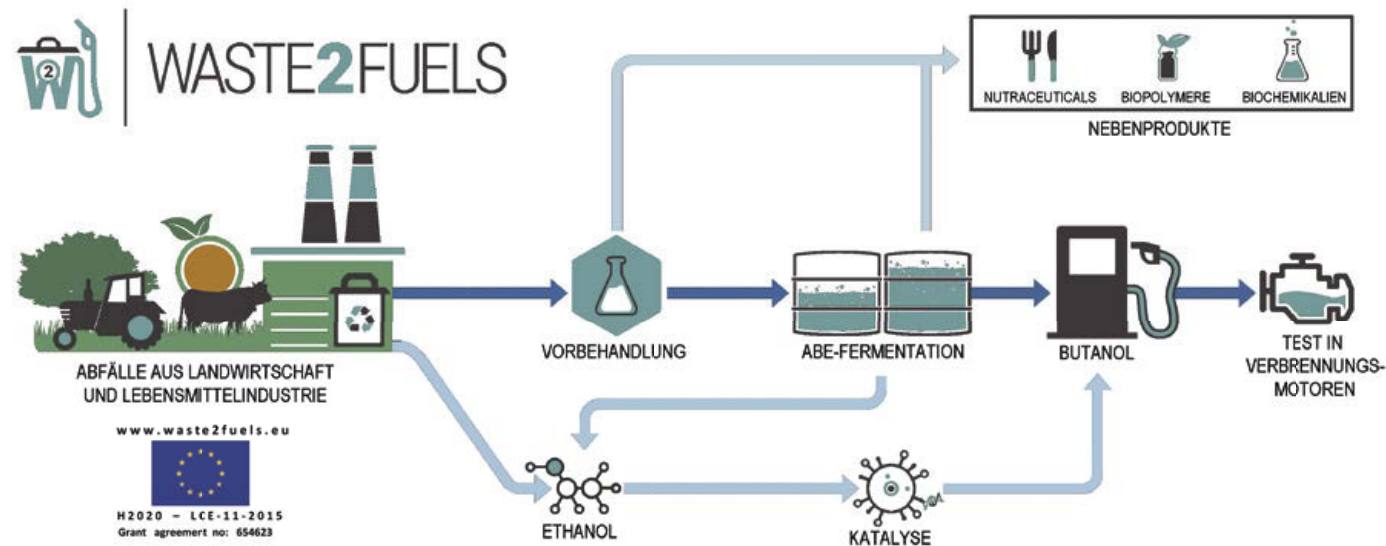 W2
WASTE2FUELS
NUTRACEUTICALS
BIOPOLYMERE
BIOCHEMIKALIEN
NEBENPRODUKTE
ABFÄLLE AUS LANDWIRTSCHAFT
UND LEBENSMITTELINDUSTRIE
VORBEHANDLUNG
ABE-FERMENTATION
BUTANOL
TEST IN
VERBRENNUNGS-
MOTOREN
www.waste2fuels.eu
H2020 – LCE-11-2015
Grant agreement no: 654623
ETHANOL
KATALYSE